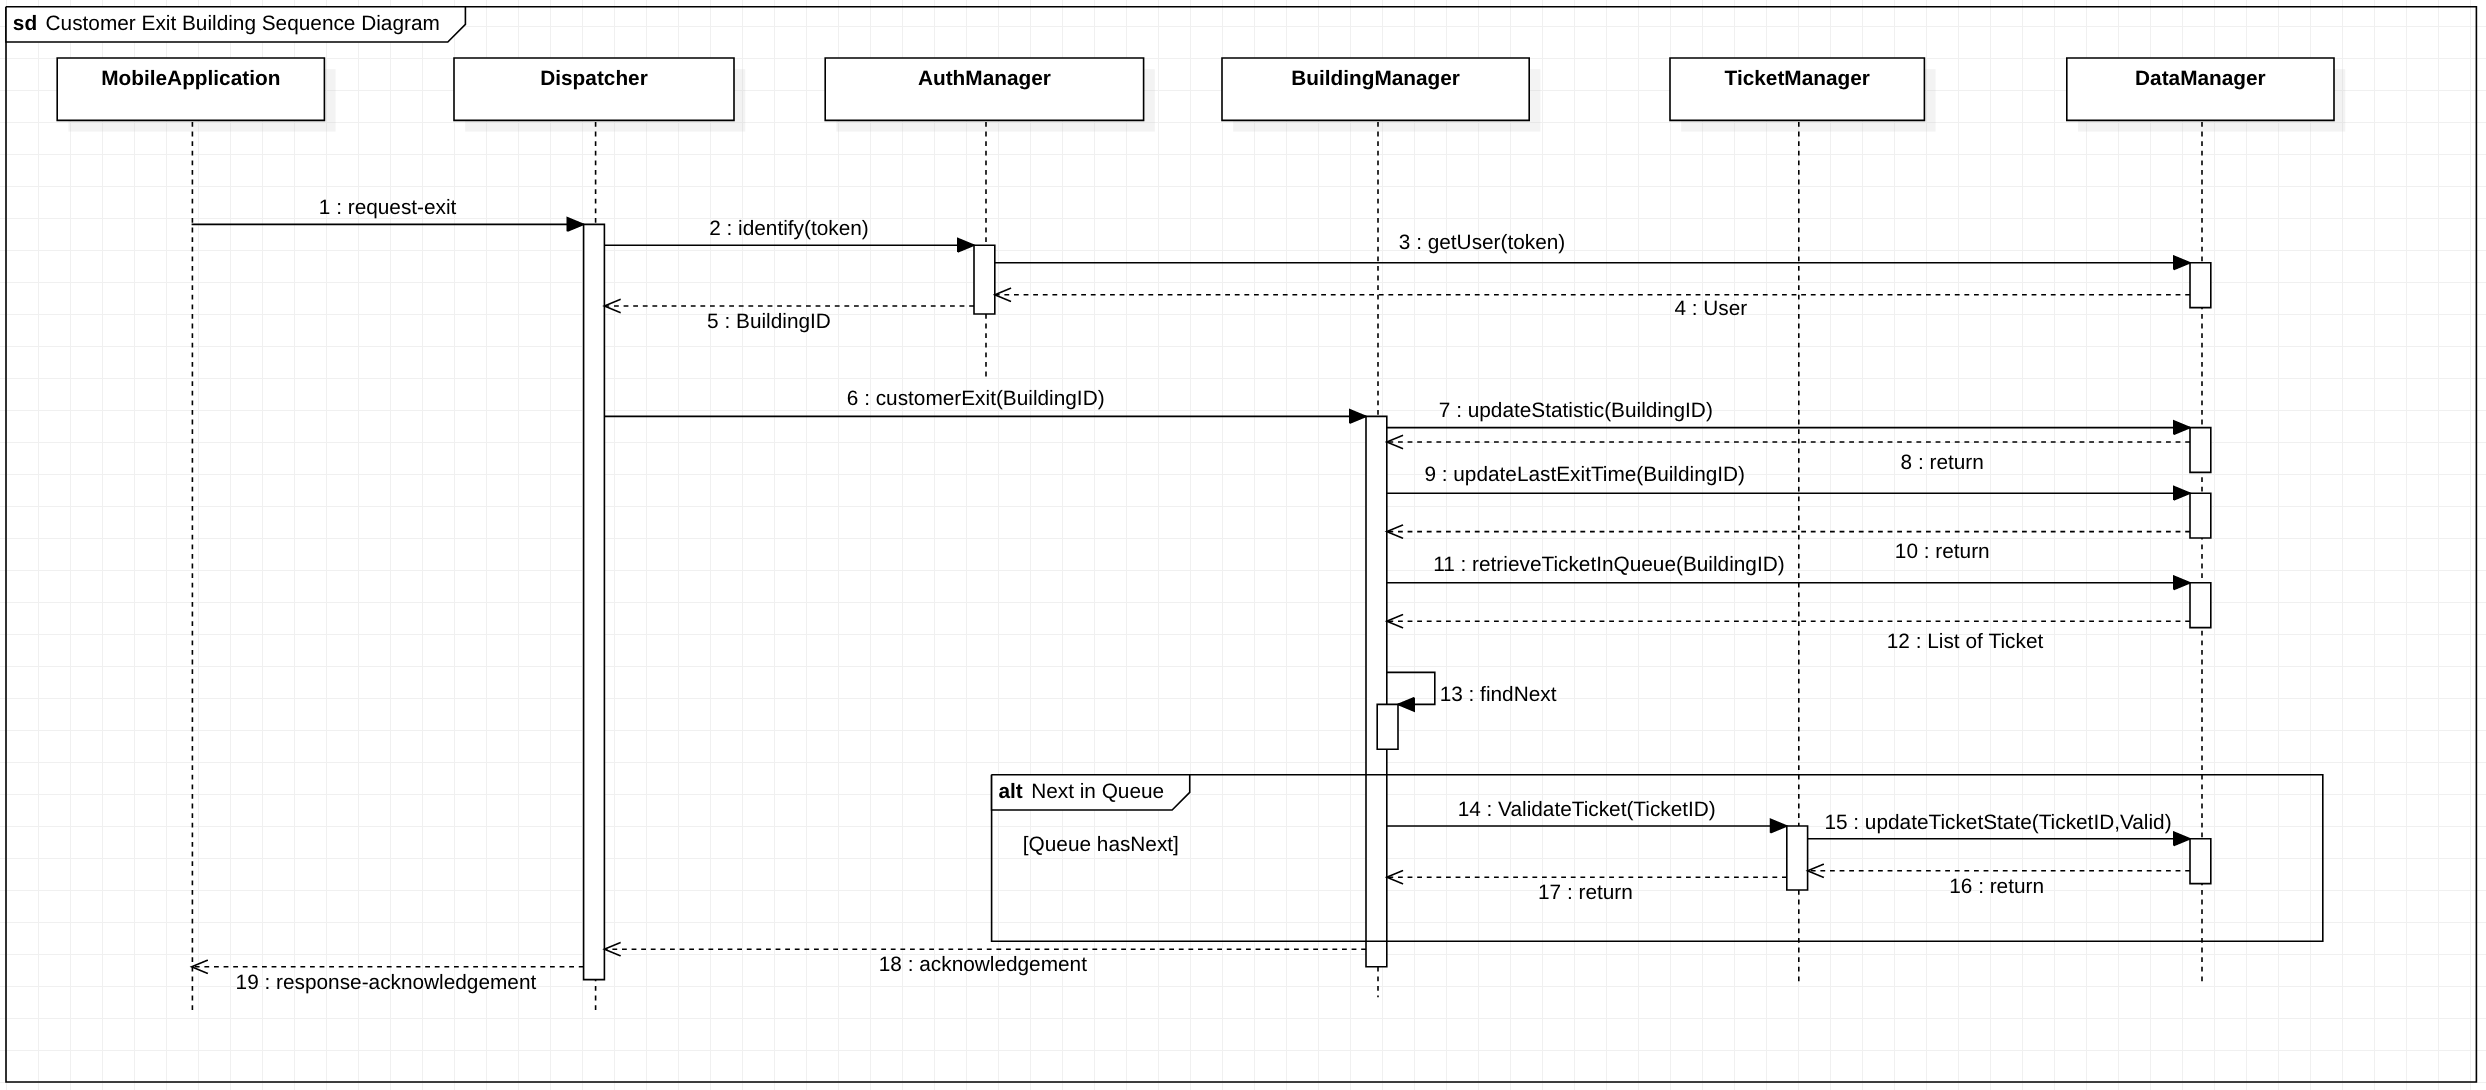 sd Customer Exit Building Sequence Diagram
MobileApplication
Dispatcher
AuthManager
BuildingManager
TicketManager
DataManager
1 : request-exit
2 : identify(token)
3 : getUser(token)
4 : User
5 : BuildingID
6 : customerExit(BuildingID)
7 : updateStatistic(BuildingID)
8 : return
9 : updateLastExitTime(BuildingID)
10 : return
11 : retrieveTicketInQueue(BuildingID)
12 : List of Ticket
13 : findNext
alt Next in Queue
[Queue hasNext]
14 : ValidateTicket(TicketID)
15 : updateTicketState(TicketID,Valid)
16 : return
17 : return
18 : acknowledgement
19 : response-acknowledgement